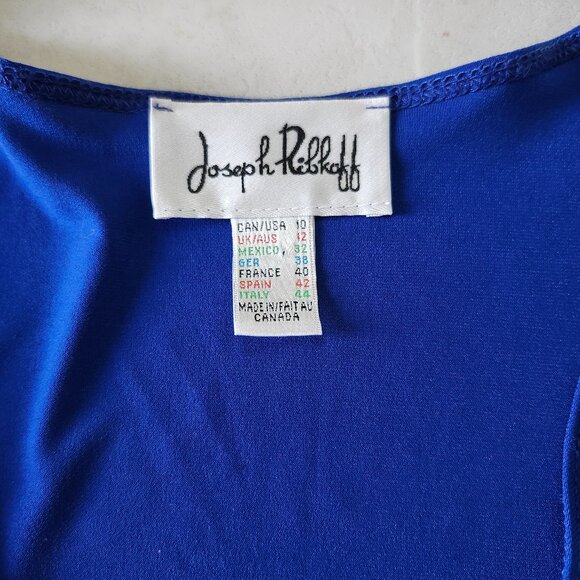 Joseph Ribkoff
CAN/USA 10
UK/AUS 12
MEXICO 32
GER 38
FRANCE 40
SPAIN 42
ITALY 44
MADE IN/FAIT AU
CANADA